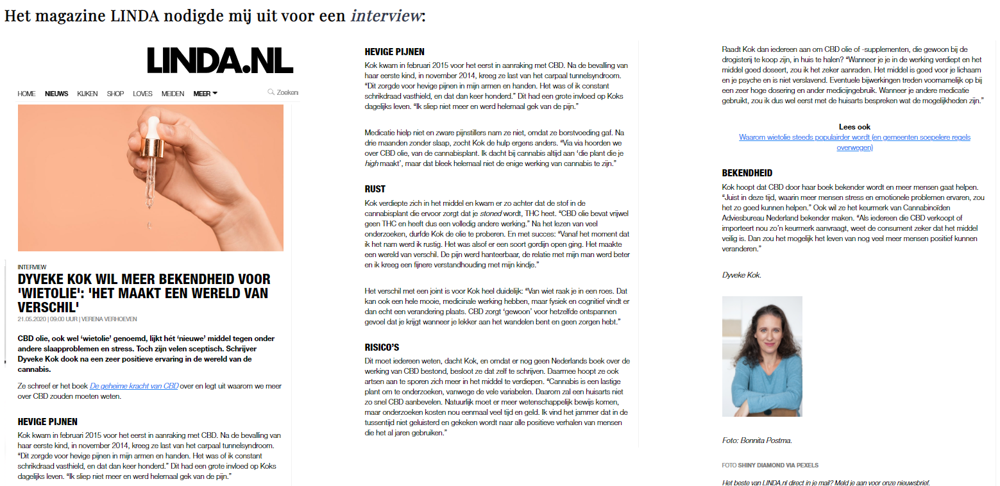 Het magazine LINDA nodigde mij uit voor een interview:
LINDA.NL
HOME NIEUWS KIJKEN SHOP LOVES MEIDEN MEER Zoeken
INTERVIEW
DYVEKE KOK WIL MEER BEKENDHEID VOOR
'WIETOLIE': 'HET MAAKT EEN WERELD VAN
VERSCHIL'
21.05.2020 | 09:00 UUR | VERENA VERHOEVEN
CBD olie, ook wel ‘wietolie’ genoemd, lijkt hét ‘nieuwe’ middel tegen onder
andere slaapproblemen en stress. Toch zijn velen sceptisch. Schrijver
Dyveke Kok dook na een zeer positieve ervaring in de wereld van de
cannabis.
Ze schreef er het boek De geheime kracht van CBD over en legt uit waarom we meer
over CBD zouden moeten weten.
HEVIGE PIJNEN
Kok kwam in februari 2015 voor het eerst in aanraking met CBD. Na de bevalling van
haar eerste kind, in november 2014, kreeg ze last van het carpaal tunnelsyndroom.
“Dit zorgde voor hevige pijnen in mijn armen en handen. Het was of ik constant
schrikdraad vasthield, en dat dan keer honderd.” Dit had een grote invloed op Koks
dagelijks leven. “Ik sliep niet meer en werd helemaal gek van de pijn.”
HEVIGE PIJNEN
Kok kwam in februari 2015 voor het eerst in aanraking met CBD. Na de bevalling van
haar eerste kind, in november 2014, kreeg ze last van het carpaal tunnelsyndroom.
“Dit zorgde voor hevige pijnen in mijn armen en handen. Het was of ik constant
schrikdraad vasthield, en dat dan keer honderd.” Dit had een grote invloed op Koks
dagelijks leven. “Ik sliep niet meer en werd helemaal gek van de pijn.”
Medicatie hielp niet en zware pijnstillers nam ze niet, omdat ze borstvoeding gaf. Na
drie maanden zonder slaap, zocht Kok de hulp ergens anders. “Via via hoorden we
over CBD olie, van de cannabisplant. Ik dacht bij cannabis altijd aan ‘die plant die je
high maakt’, maar dat bleek helemaal niet de enige werking van cannabis te zijn.”
RUST
Kok verdiepte zich in het middel en kwam er zo achter dat de stof in de
cannabisplant die ervoor zorgt dat je stoned wordt, THC heet. “CBD olie bevat vrijwel
geen THC en heeft dus een volledig andere werking.” Na het lezen van veel
onderzoeken, durfde Kok de olie te proberen. En met succes: “Vanaf het moment dat
ik het nam werd ik rustig. Het was alsof er een soort gordijn open ging. Het maakte
een wereld van verschil. De pijn werd hanteerbaar, de relatie met mijn man werd beter
en ik kreeg een fijnere verstandhouding met mijn kindje.”
Het verschil met een joint is voor Kok heel duidelijk: “Van wiet raak je in een roes. Dat
kan ook een hele mooie, medicinale werking hebben, maar fysiek en cognitief vindt er
dan echt een verandering plaats. CBD zorgt ‘gewoon’ voor hetzelfde ontspannen
gevoel dat je krijgt wanneer je lekker aan het wandelen bent en geen zorgen hebt.”
RISICO’S
Dit moet iedereen weten, dacht Kok, en omdat er nog geen Nederlands boek over de
werking van CBD bestond, besloot ze dat zelf te schrijven. Daarmee hoopt ze ook
artsen aan te sporen zich meer in het middel te verdiepen. “Cannabis is een lastige
plant om te onderzoeken, vanwege de vele variabelen. Daarom zal een huisarts niet
zo snel CBD aanbevelen. Natuurlijk moet er meer wetenschappelijk bewijs komen,
maar onderzoeken kosten nou eenmaal veel tijd en geld. Ik vind het jammer dat in de
tussentijd niet geluisterd en gekeken wordt naar alle positieve verhalen van mensen
die het al jaren gebruiken.”
Raadt Kok dan iedereen aan om CBD olie of -supplementen, die gewoon bij de
drogisterij te koop zijn, in huis te halen? “Wanneer je je in de werking verdiept en het
middel goed doseert, zou ik het zeker aanraden. Het middel is goed voor je lichaam
en je psyche en is niet verslavend. Eventuele bijwerkingen treden voornamelijk op bij
een zeer hoge dosering en ander medicijngebruik. Wanneer je andere medicatie
gebruikt, zou ik dus wel eerst met de huisarts bespreken wat de mogelijkheden zijn.”
Lees ook
Waarom wietolie steeds populairder wordt (en gemeenten soepelere regels
overwegen)
BEKENDHEID
Kok hoopt dat CBD door haar boek bekender wordt en meer mensen gaat helpen.
“Juist in deze tijd, waarin meer mensen stress en emotionele problemen ervaren, zou
het zo goed kunnen helpen.” Ook wil ze het keurmerk van Cannabinoïden
Adviesbureau Nederland bekender maken. “Als iedereen die CBD verkoopt of
importeert nou zo’n keurmerk aanvraagt, weet de consument zeker dat het middel
veilig is. Dan zou het mogelijk het leven van nog veel meer mensen positief kunnen
veranderen.”
Dyveke Kok.
Foto: Bonnita Postma.
FOTO SHINY DIAMOND VIA PEXELS
Het beste van LINDA.nl direct in je mail? Meld je aan voor onze nieuwsbrief.